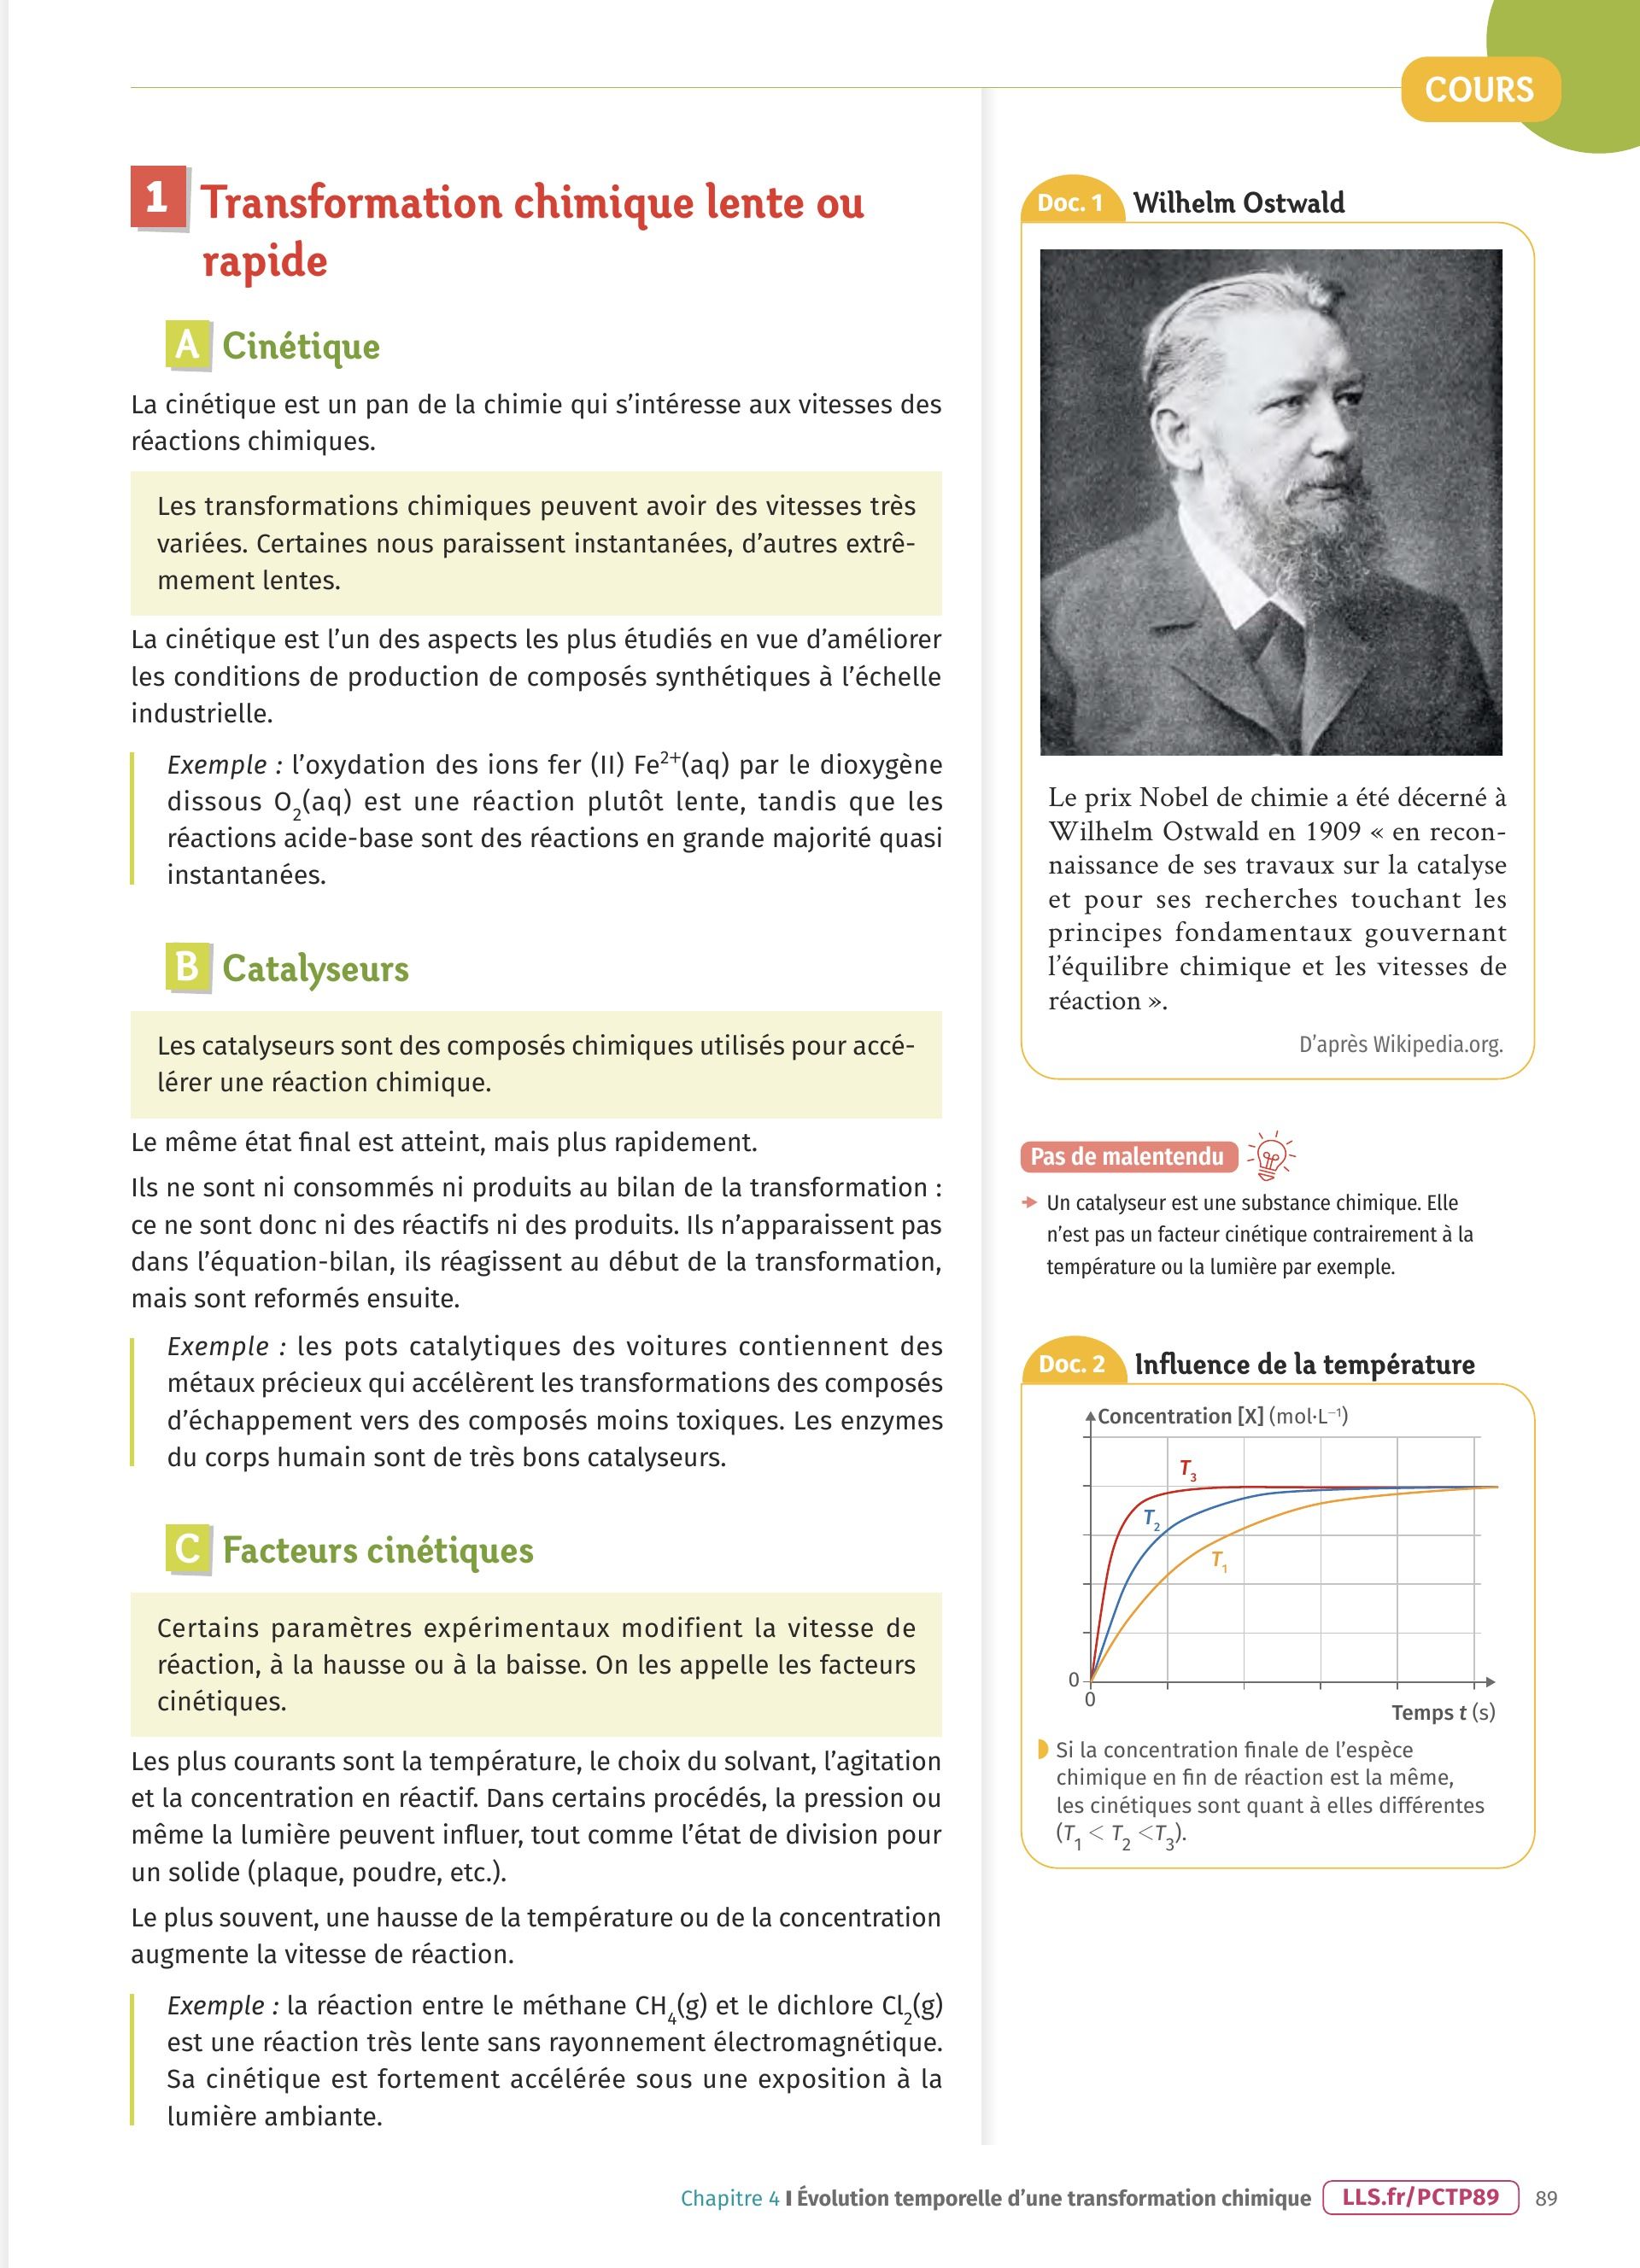 COURS
1 Transformation chimique lente ou
rapide
A Cinétique
La cinétique est un pan de la chimie qui s’intéresse aux vitesses des
réactions chimiques.
Les transformations chimiques peuvent avoir des vitesses très
variées. Certaines nous paraissent instantanées, d’autres extrê-
mement lentes.
La cinétique est l’un des aspects les plus étudiés en vue d’améliorer
les conditions de production de composés synthétiques à l’échelle
industrielle.
Exemple : l’oxydation des ions fer (II) Fe²⁺(aq) par le dioxygène
dissous O₂(aq) est une réaction plutôt lente, tandis que les
réactions acide-base sont des réactions en grande majorité quasi
instantanées.
B Catalyseurs
Les catalyseurs sont des composés chimiques utilisés pour accé-
lérer une réaction chimique.
Le même état final est atteint, mais plus rapidement.
Ils ne sont ni consommés ni produits au bilan de la transformation :
ce ne sont donc ni des réactifs ni des produits. Ils n’apparaissent pas
dans l’équation-bilan, ils réagissent au début de la transformation,
mais sont reformés ensuite.
Exemple : les pots catalytiques des voitures contiennent des
métaux précieux qui accélèrent les transformations des composés
d’échappement vers des composés moins toxiques. Les enzymes
du corps humain sont de très bons catalyseurs.
C Facteurs cinétiques
Certains paramètres expérimentaux modifient la vitesse de
réaction, à la hausse ou à la baisse. On les appelle les facteurs
cinétiques.
Les plus courants sont la température, le choix du solvant, l’agitation
et la concentration en réactif. Dans certains procédés, la pression ou
même la lumière peuvent influer, tout comme l’état de division pour
un solide (plaque, poudre, etc.).
Le plus souvent, une hausse de la température ou de la concentration
augmente la vitesse de réaction.
Exemple : la réaction entre le méthane CH₄(g) et le dichlore Cl₂(g)
est une réaction très lente sans rayonnement électromagnétique.
Sa cinétique est fortement accélérée sous une exposition à la
lumière ambiante.
Doc. 1 Wilhelm Ostwald
Le prix Nobel de chimie a été décerné à
Wilhelm Ostwald en 1909 « en recon-
naissance de ses travaux sur la catalyse
et pour ses recherches touchant les
principes fondamentaux gouvernant
l’équilibre chimique et les vitesses de
réaction ».
D’après Wikipedia.org.
Pas de malentendu
Un catalyseur est une substance chimique. Elle
n’est pas un facteur cinétique contrairement à la
température ou la lumière par exemple.
Doc. 2 Influence de la température
Concentration [X] (mol·L⁻¹)
T₃
T₂
T₁
0
0
Temps t (s)
Si la concentration finale de l’espèce
chimique en fin de réaction est la même,
les cinétiques sont quant à elles différentes
(T₁ < T₂ <T₃).
Chapitre 4 I Évolution temporelle d’une transformation chimique LLS.fr/PCTP89 89